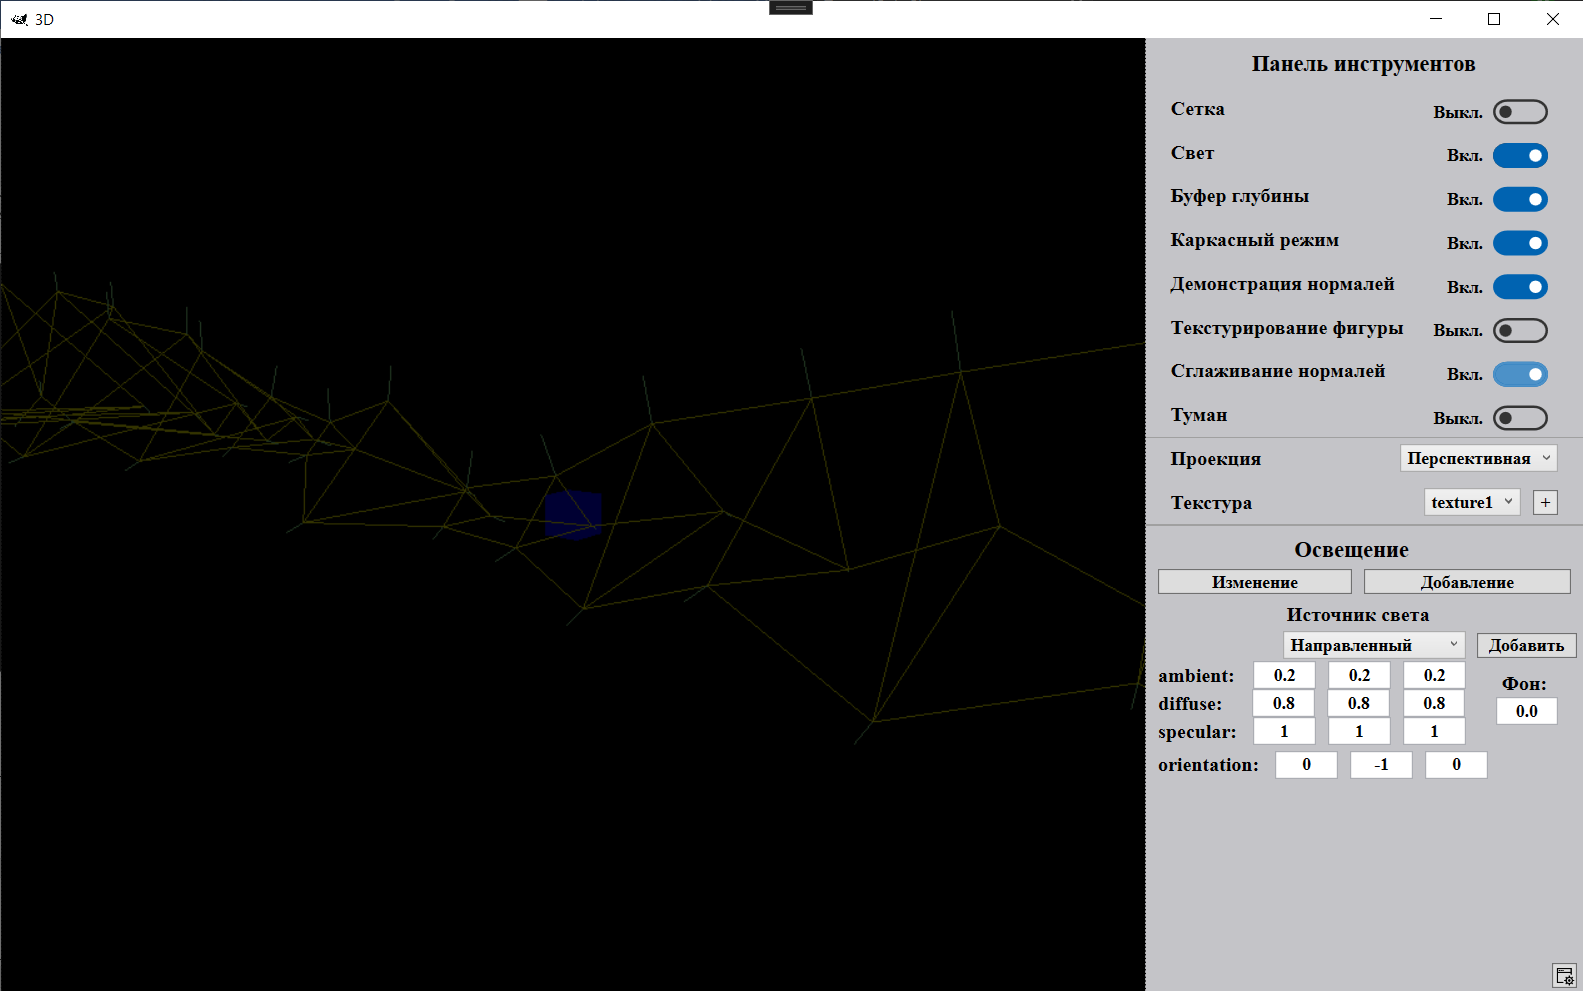 3D
Панель инструментов
Сетка Выкл.
Свет Вкл.
Буфер глубины Вкл.
Каркасный режим Вкл.
Демонстрация нормалей Вкл.
Текстурирование фигуры Выкл.
Сглаживание нормалей Вкл.
Туман Выкл.
Проекция Перспективная
Текстура texture1 +
Освещение
Изменение Добавление
Источник света
Направленный Добавить
ambient: 0.2 0.2 0.2
Фон:
diffuse: 0.8 0.8 0.8
0.0
specular: 1 1 1
orientation: 0 -1 0